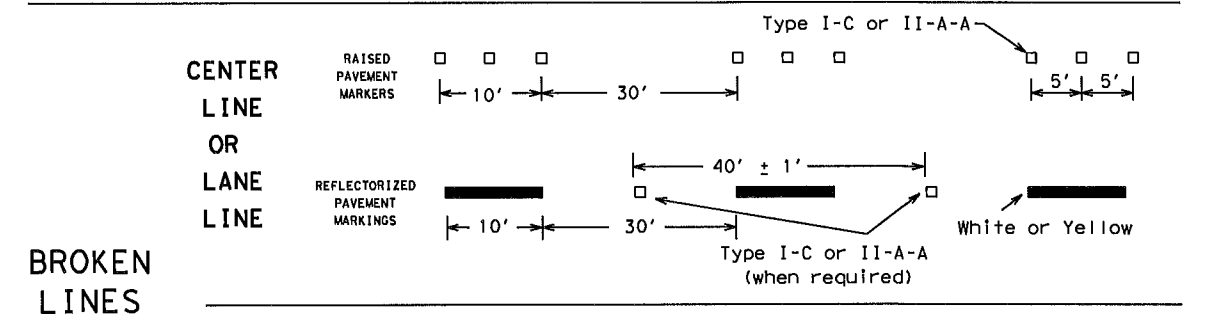 Type I-C or II-A-A
CENTER
LINE
OR
LANE
LINE
RAISED
PAVEMENT
MARKERS
10'
30'
5'
5'
40' ± 1'
REFLECTORIZED
PAVEMENT
MARKINGS
10'
30'
Type I-C or II-A-A
(when required)
White or Yellow
BROKEN
LINES